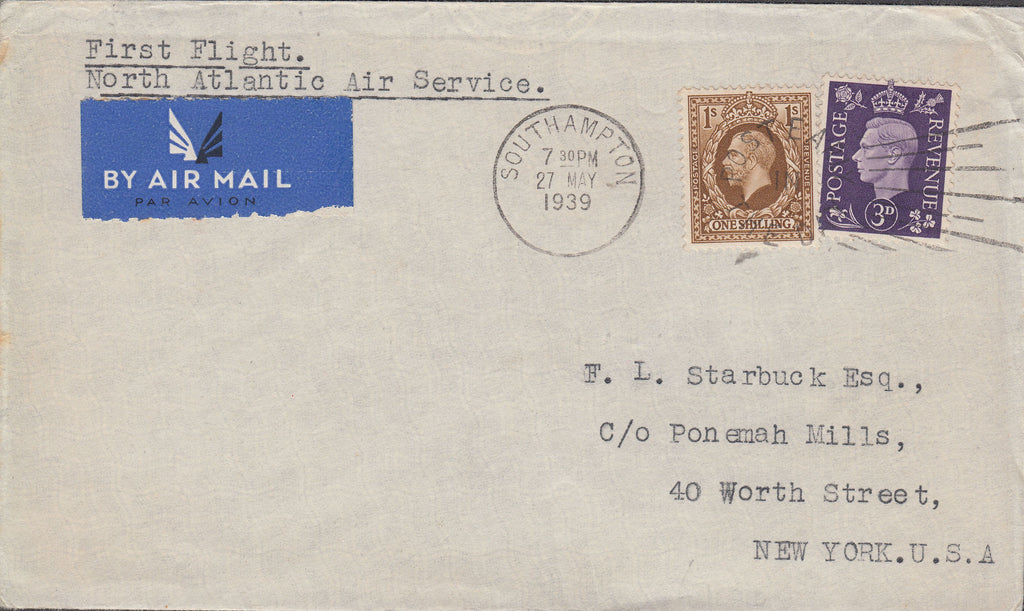 First Flight.
North Atlantic Air Service.
BY AIR MAIL
PAR AVION
SOUTHAMPTON
7 30PM
27 MAY
1939
1S 1S
POSTAGE
REVENUE
ONE SHILLING
POSTAGE
REVENUE
3D
F. L. Starbuck Esq.,
C/o Ponemah Mills,
40 Worth Street,
NEW YORK.U.S.A